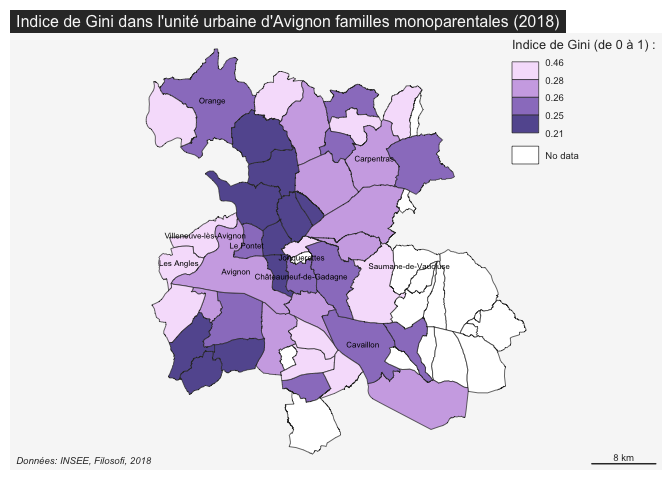 Indice de Gini dans l'unité urbaine d'Avignon familles monoparentales (2018)
Indice de Gini (de 0 à 1) :
0.46
0.28
0.26
0.25
0.21
No data
Orange
Carpentras
Villeneuve-lès-Avignon
Le Pontet
Jonquerettes
Les Angles
Avignon
Châteauneuf-de-Gadagne
Saumane-de-Vaucluse
Cavaillon
Données: INSEE, Filosofi, 2018
8 km